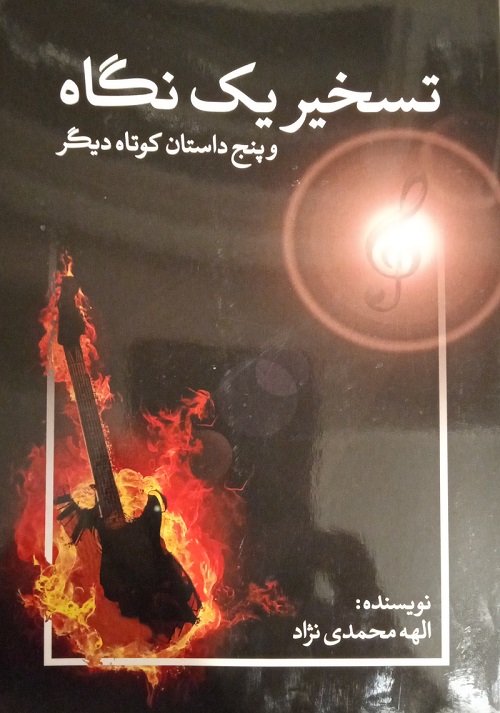 تسخیر یک نگاه
و پنج داستان کوتاه دیگر
نویسنده:
الهه محمدی نژاد